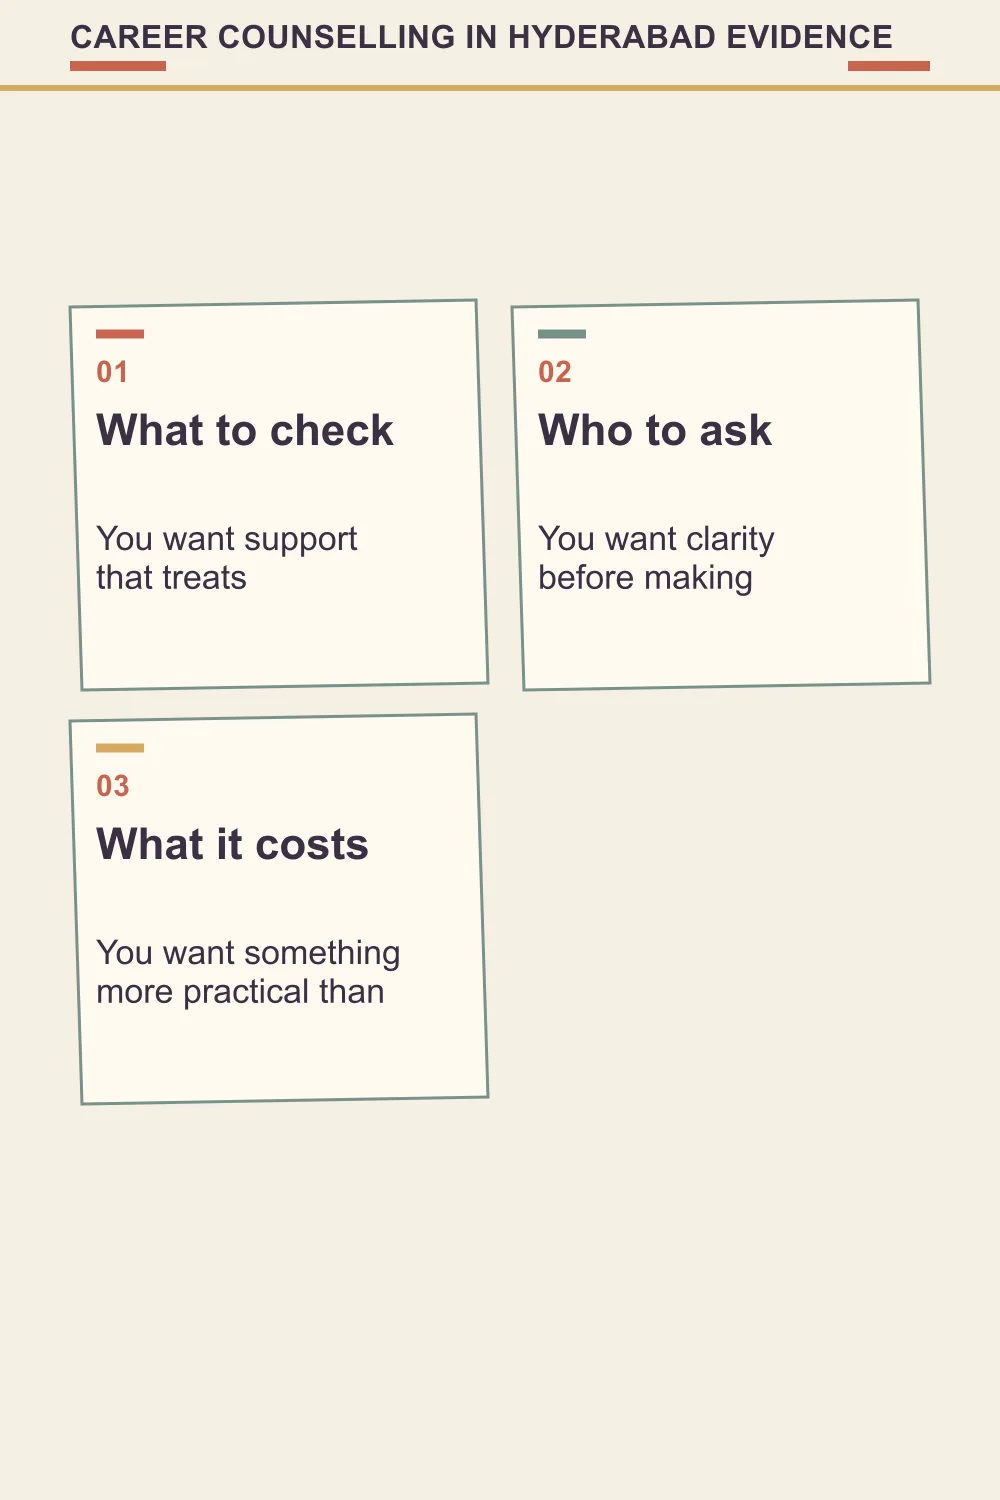 CAREER COUNSELLING IN HYDERABAD EVIDENCE
01
What to check
You want support
that treats
02
Who to ask
You want clarity
before making
03
What it costs
You want something
more practical than